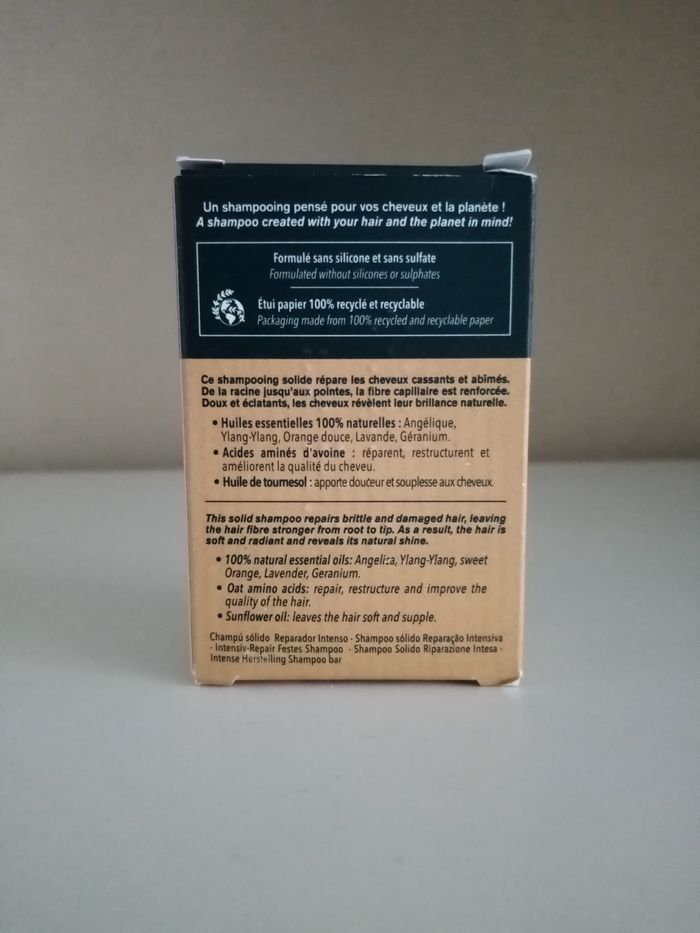 Un shampooing pensé pour vos cheveux et la planète !
A shampoo created with your hair and the planet in mind!
Formulé sans silicone et sans sulfate
Formulated without silicones or sulphates
Étui papier 100% recyclé et recyclable
Packaging made from 100% recycled and recyclable paper
Ce shampooing solide répare les cheveux cassants et abîmés.
De la racine jusqu'aux pointes, la fibre capillaire est renforcée.
Doux et éclatants, les cheveux révèlent leur brillance naturelle.
• Huiles essentielles 100% naturelles : Angélique,
Ylang-Ylang, Orange douce, Lavande, Géranium.
• Acides aminés d'avoine : réparent, restructurent et
améliorent la qualité du cheveu.
• Huile de tournesol : apporte douceur et souplesse aux cheveux.
This solid shampoo repairs brittle and damaged hair, leaving
the hair fibre stronger from root to tip. As a result, the hair is
soft and radiant and reveals its natural shine.
• 100% natural essential oils: Angelica, Ylang-Ylang, sweet
Orange, Lavender, Geranium.
• Oat amino acids: repair, restructure and improve the
quality of the hair.
• Sunflower oil: leaves the hair soft and supple.
Champú sólido Reparador Intenso - Shampoo sólido Reparação Intensiva
- Intensiv-Repair Festes Shampoo - Shampoo Solido Riparazione Intesa -
Intense Herstelling Shampoo bar